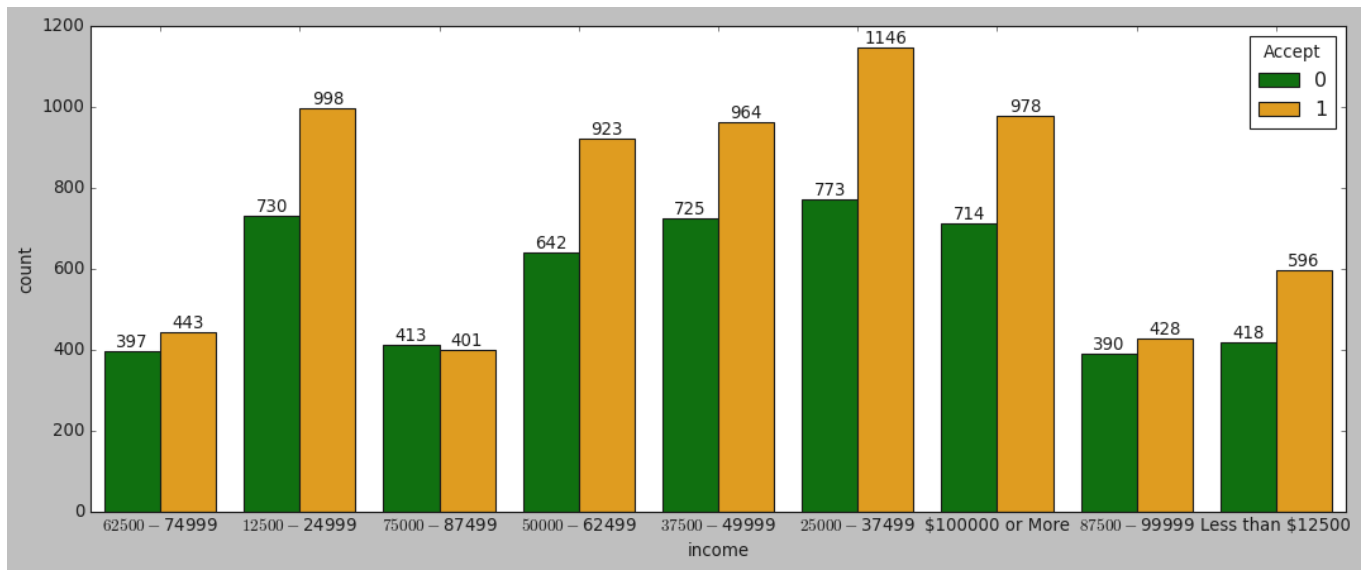 1200
1000
800
600
400
200
0
count
Accept
0
1
397
443
730
998
413
401
642
923
725
964
773
1146
714
978
390
428
418
596
62500 − 74999
12500 − 24999
75000 − 87499
50000 − 62499
37500 − 49999
25000 − 37499
$100000 or More
87500 − 99999
Less than $12500
income